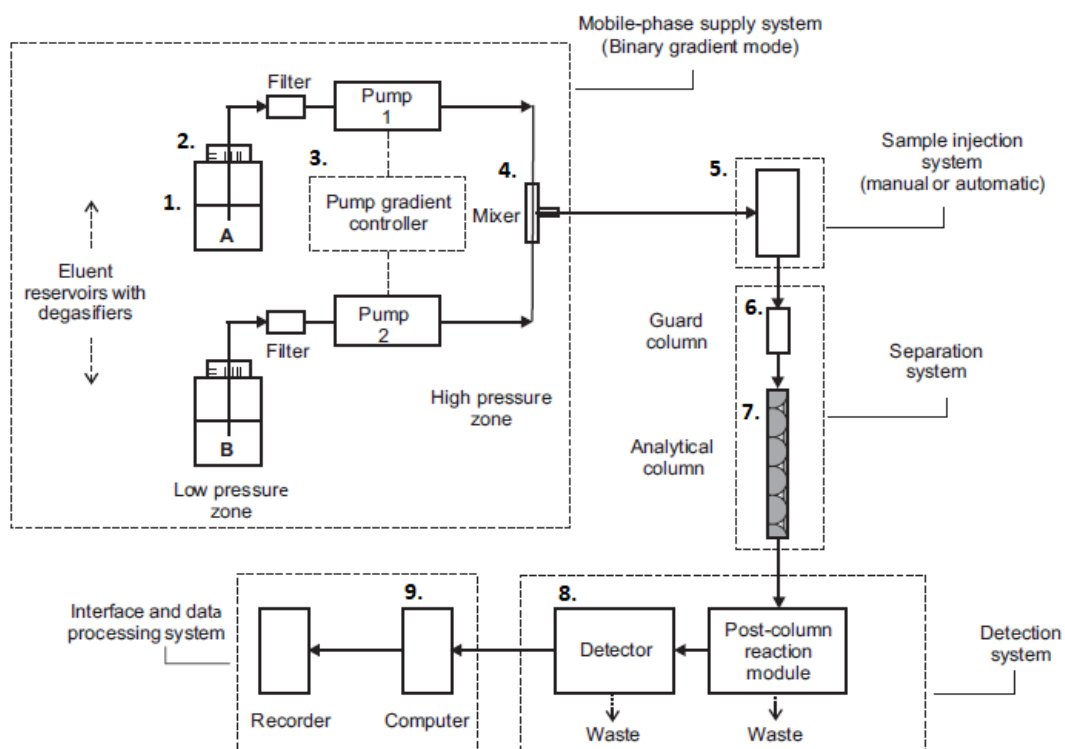 Mobile-phase supply system
(Binary gradient mode)
Filter
Pump
1
2.
3.
4.
5.
Sample injection
system
(manual or automatic)
1.
A
Pump gradient
controller
Mixer
Eluent
reservoirs with
degasifiers
Pump
2
Filter
6.
Guard
column
Separation
system
High pressure
zone
7.
B
Analytical
column
Low pressure
zone
9.
8.
Interface and data
processing system
Detector
Post-column
reaction
module
Detection
system
Recorder
Computer
Waste
Waste